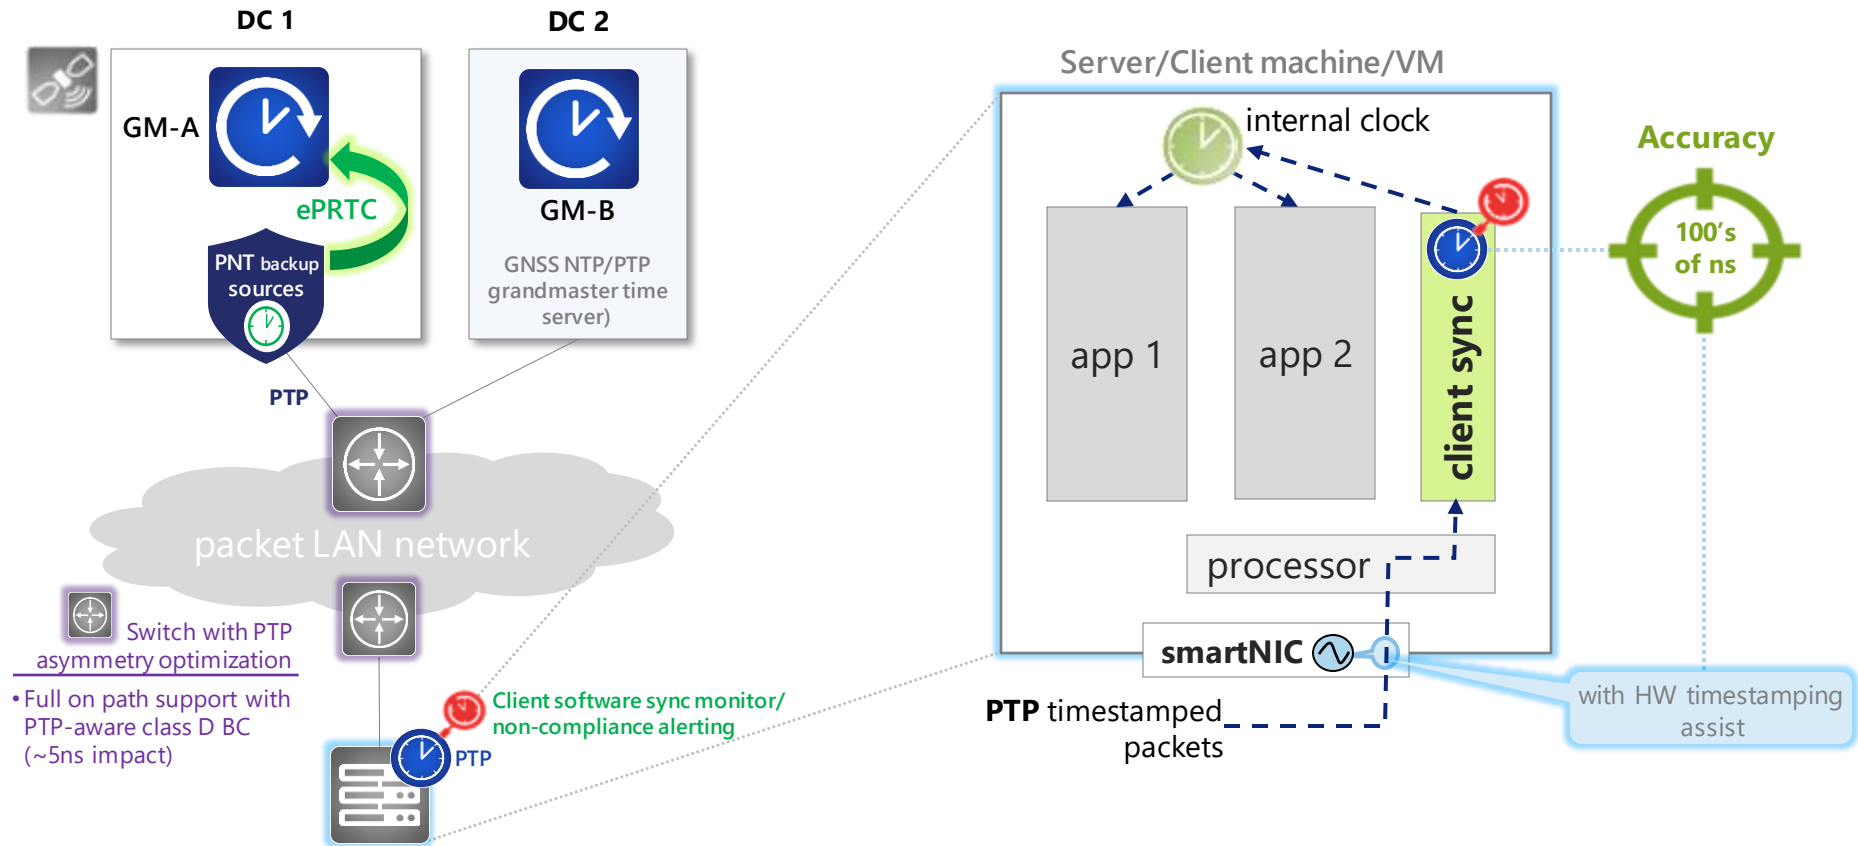 DC 1
DC 2
GM-A
ePRTC
PNT backup
sources
GM-B
GNSS NTP/PTP
grandmaster time
server)
PTP
packet LAN network
Switch with PTP
asymmetry optimization
• Full on path support with
PTP-aware class D BC
(~5ns impact)
Client software sync monitor/
non-compliance alerting
PTP
Server/Client machine/VM
internal clock
app 1
app 2
client sync
processor
smartNIC
PTP timestamped
packets
Accuracy
100's
of ns
with HW timestamping
assist